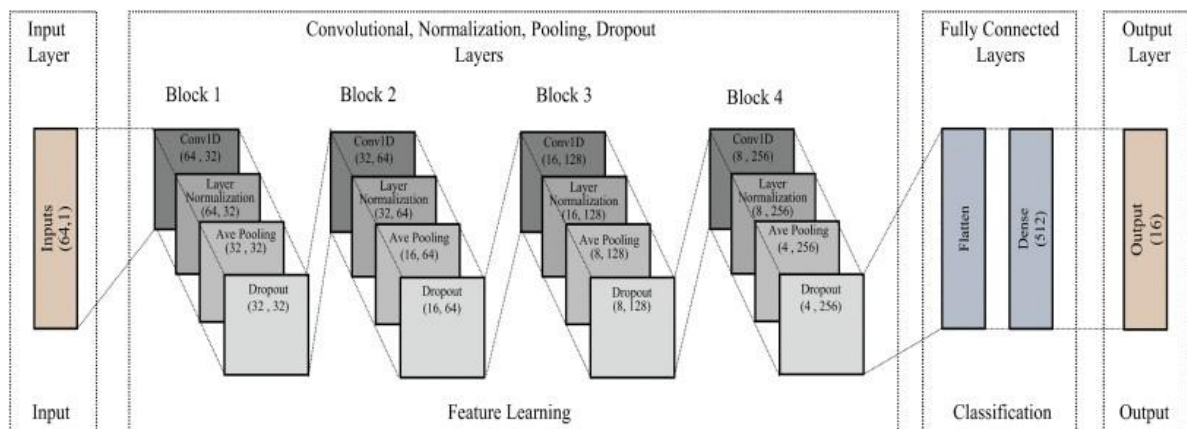 Input
Layer
Convolutional, Normalization, Pooling, Dropout
Layers
Fully Connected
Layers
Output
Layer
Block 1
Block 2
Block 3
Block 4
Inputs
(64,1)
Conv1D
(64 , 32)
Layer
Normalization
(64, 32)
Ave Pooling
(32 , 32)
Dropout
(32 , 32)
Conv1D
(32, 64)
Layer
Normalization
(32, 64)
Ave Pooling
(16, 64)
Dropout
(16, 64)
Conv1D
(16, 128)
Layer
Normalization
(16, 128)
Ave Pooling
(8, 128)
Dropout
(8, 128)
Conv1D
(8 , 256)
Layer
Normalization
(8 , 256)
Ave Pooling
(4 , 256)
Dropout
(4 , 256)
Flatten
Dense
(512)
Output
(16)
Input
Feature Learning
Classification
Output